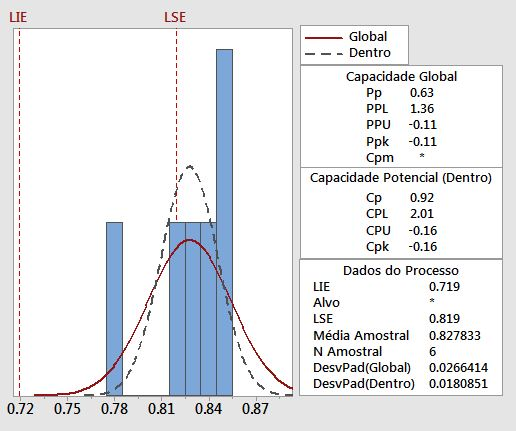 LIE LSE
Global
Dentro
Capacidade Global
Pp 0.63
PPL 1.36
PPU -0.11
Ppk -0.11
Cpm *
Capacidade Potencial (Dentro)
Cp 0.92
CPL 2.01
CPU -0.16
Cpk -0.16
Dados do Processo
LIE 0.719
Alvo *
LSE 0.819
Média Amostral 0.827833
N Amostral 6
DesvPad(Global) 0.0266414
DesvPad(Dentro) 0.0180851
0.72 0.75 0.78 0.81 0.84 0.87